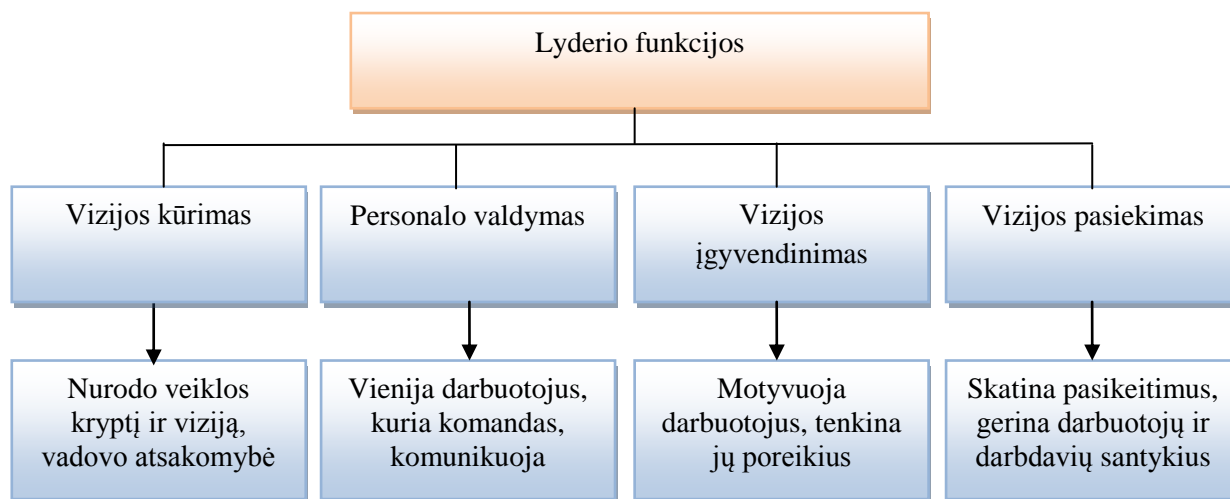 Lyderio funkcijos
Vizijos kūrimas
Personalo valdymas
Vizijos
įgyvendinimas
Vizijos pasiekimas
Nurodo veiklos
kryptį ir viziją,
vadovo atsakomybė
Vienija darbuotojus,
kuria komandas,
komunikuoja
Motyvuoja
darbuotojus, tenkina
jų poreikius
Skatina pasikeitimus,
gerina darbuotojų ir
darbdavių santykius